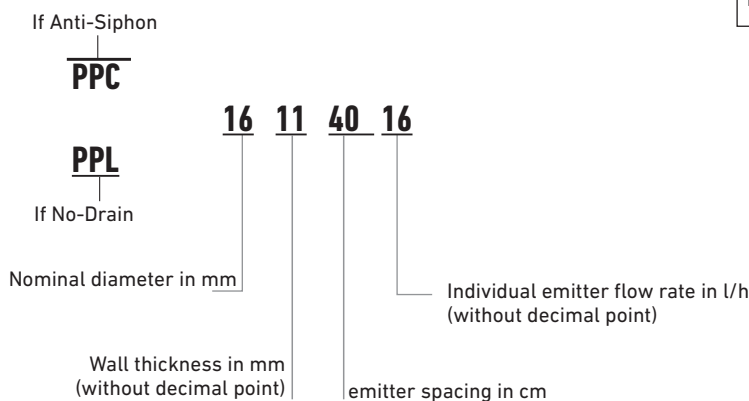 If Anti-Siphon
PPC
16 11 40 16
PPL
If No-Drain
Nominal diameter in mm
Individual emitter flow rate in l/h
(without decimal point)
Wall thickness in mm
(without decimal point)
emitter spacing in cm